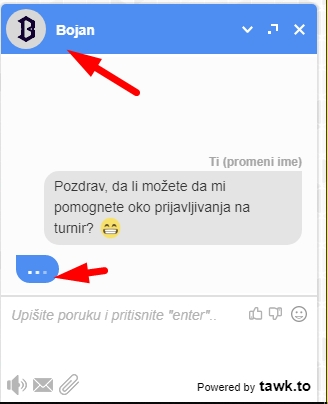 Bojan
Ti (promeni ime)
Pozdrav, da li možete da mi
pomognete oko prijavljivanja na
turnir? 😁
...
Upišite poruku i pritisnite "enter"..
Powered by tawk.to